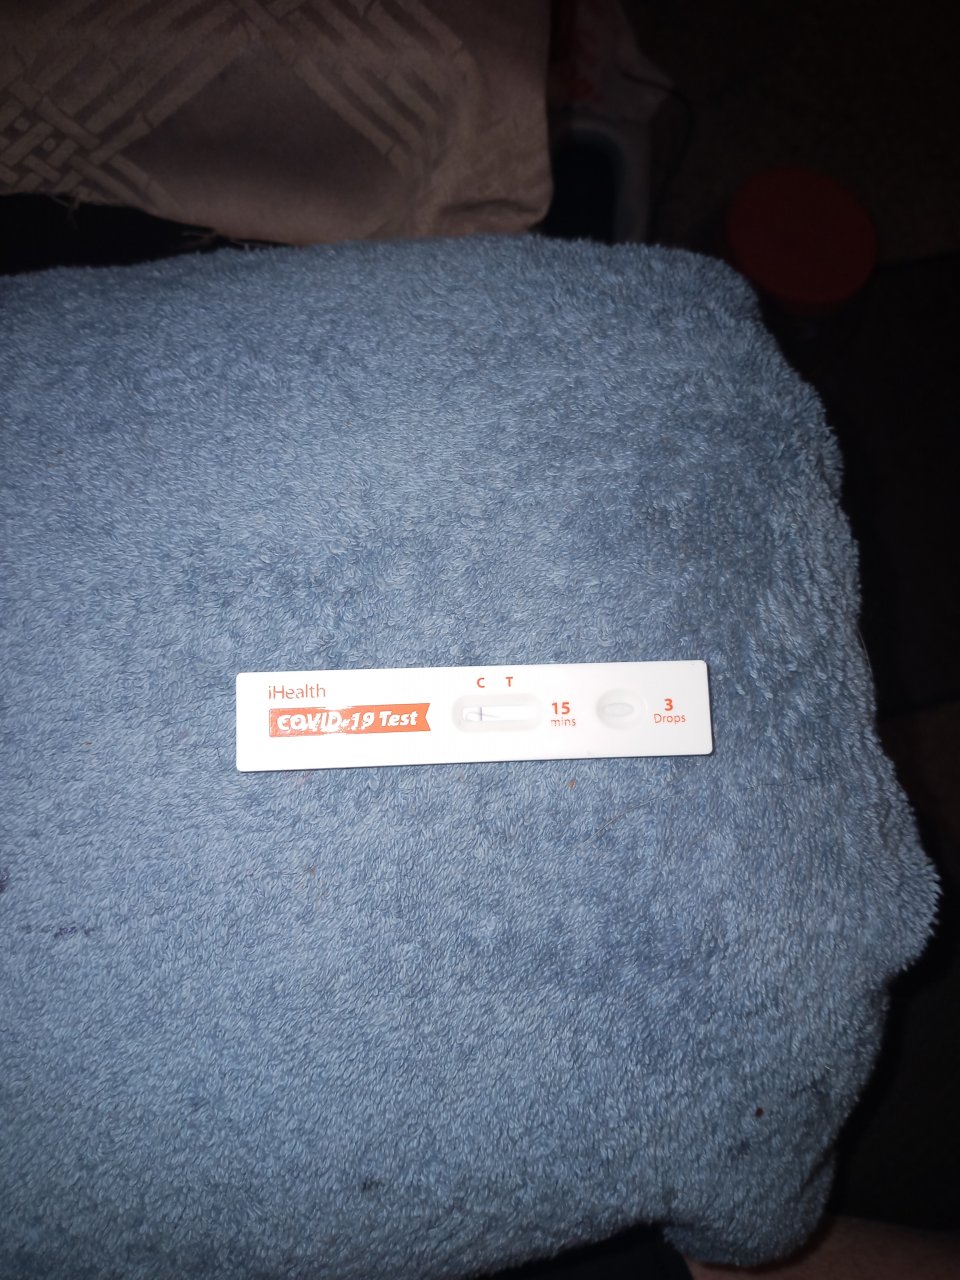 iHealth
COVID-19 Test
C T
15
mins
3
Drops